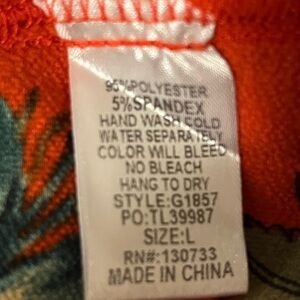 95%POLYESTER
5%SPANDEX
HAND WASH COLD
WATER SEPARATELY
COLOR WILL BLEED
NO BLEACH
HANG TO DRY
STYLE:G1857
PO:TL39987
SIZE:L
RN#:130733
MADE IN CHINA